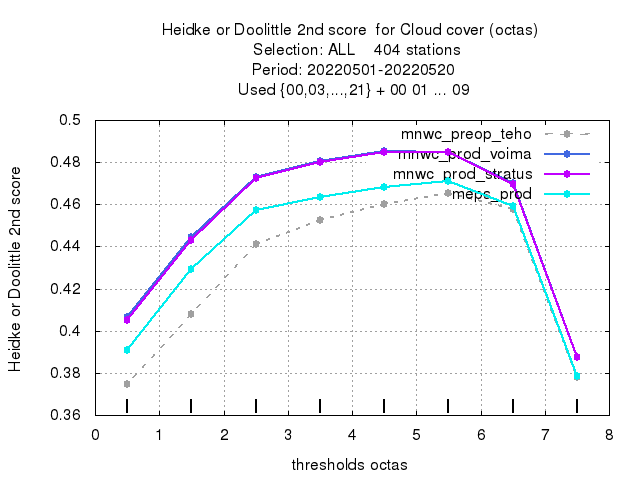 Heidke or Doolittle 2nd score  for Cloud cover (octas)
Selection: ALL    404 stations
Period: 20220501-20220520
Used {00,03,...,21} + 00 01 ... 09
mnwc_preop_teho
mnwc_prod_voima
mnwc_prod_stratus
meps_prod
Heidke or Doolittle 2nd score
0.5
0.48
0.46
0.44
0.42
0.4
0.38
0.36
0 1 2 3 4 5 6 7 8
thresholds octas